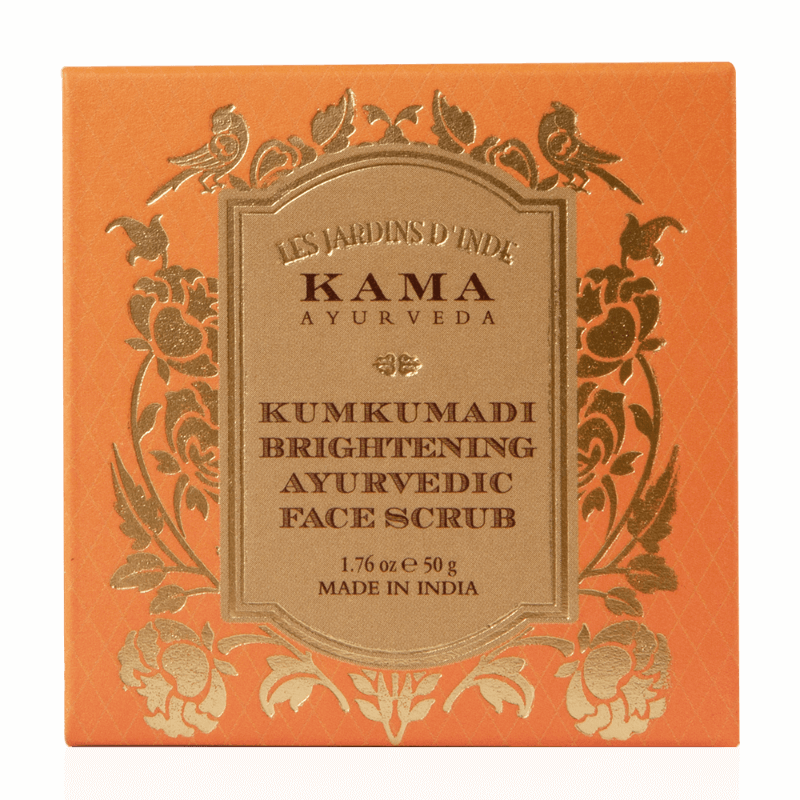 LES JARDINS D'INDE
KAMA
AYURVEDA
KUMKUMADI
BRIGHTENING
AYURVEDIC
FACE SCRUB
1.76 oz ℮ 50 g
MADE IN INDIA